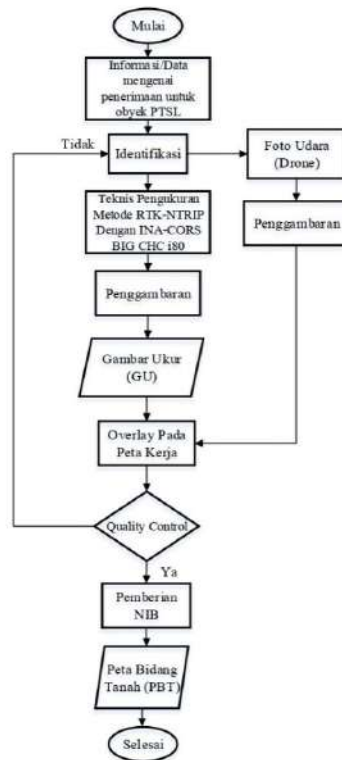 Mulai
Informasi/Data
mengenai
penerimaan untuk
obyek PTSL
Tidak
Identifikasi
Foto Udara
(Drone)
Teknis Pengukuran
Metode RTK-NTRIP
Dengan INA-CORS
BIG CHC i80
Penggambaran
Penggambaran
Gambar Ukur
(GU)
Overlay Pada
Peta Kerja
Quality Control
Ya
Pemberian
NIB
Peta Bidang
Tanah (PBT)
Selesai